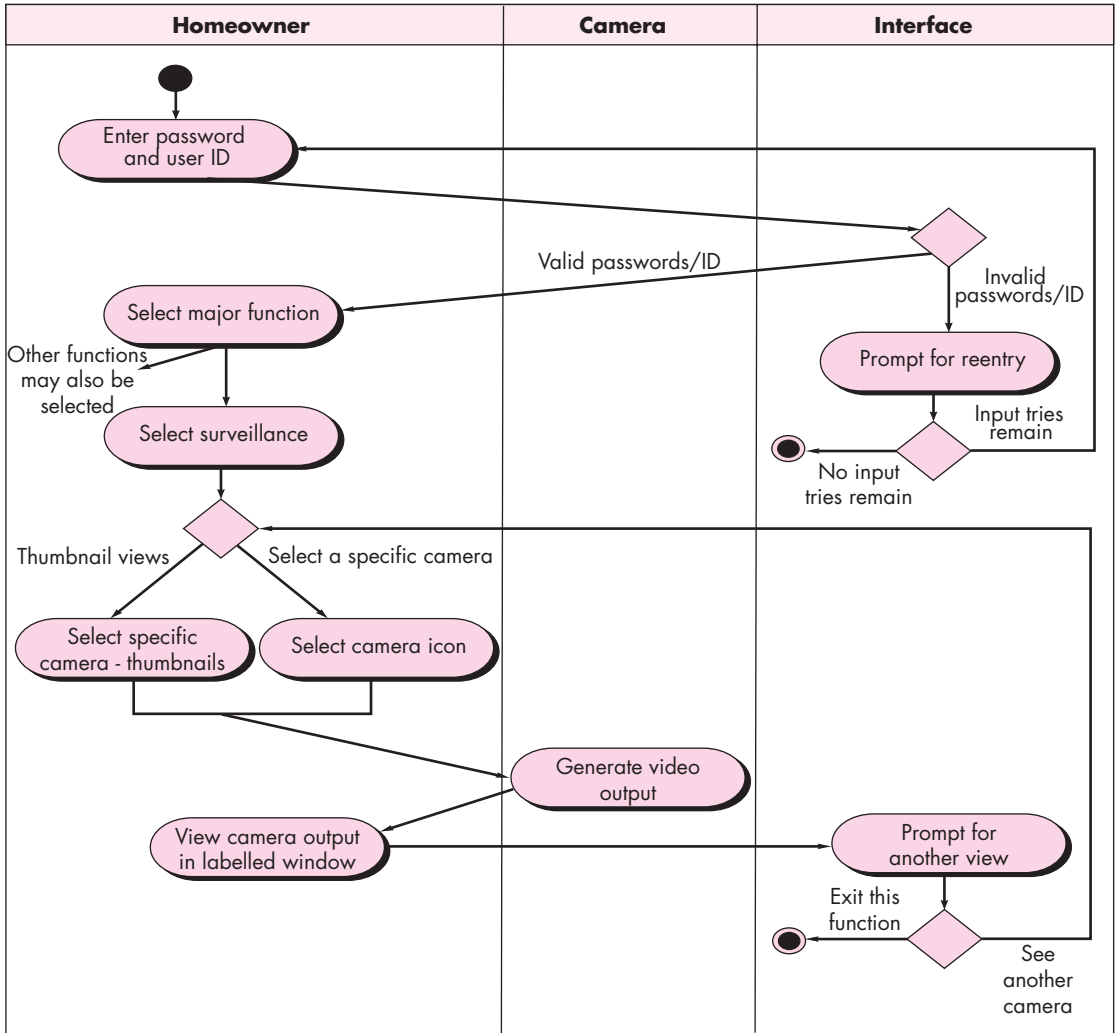 Homeowner
Camera
Interface
Enter password
and user ID
Valid passwords/ID
Invalid
passwords/ID
Select major function
Other functions
may also be
selected
Prompt for reentry
Select surveillance
Input tries
remain
No input
tries remain
Thumbnail views
Select a specific camera
Select specific
camera - thumbnails
Select camera icon
Generate video
output
View camera output
in labelled window
Prompt for
another view
Exit this
function
See
another
camera